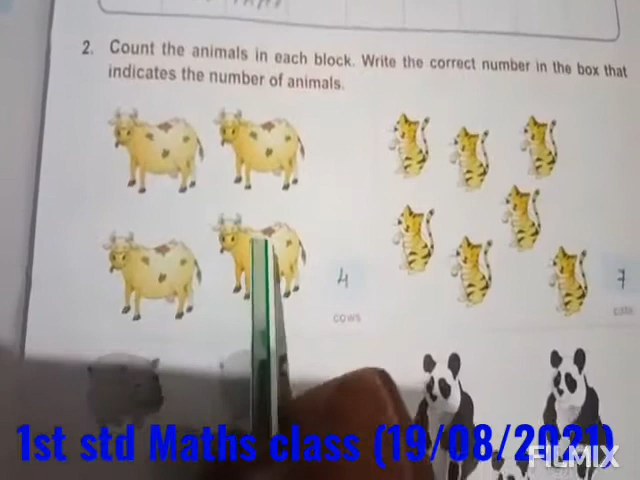 2. Count the animals in each block. Write the correct number in the box that
indicates the number of animals.
4
7
cows
cats
1st std Maths class (19/08/2021)
FILMIX